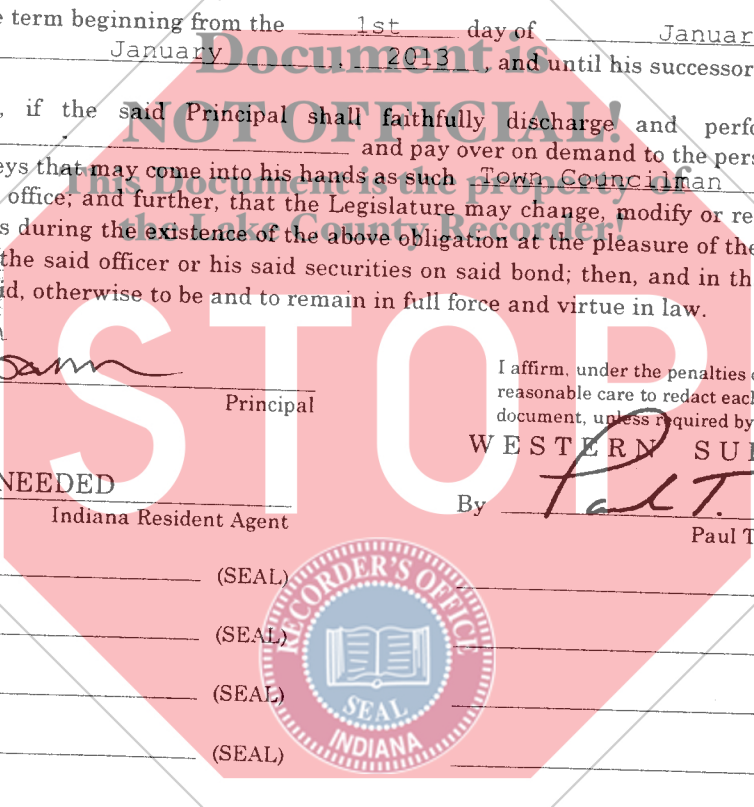 e term beginning from the 1st day of Januar
January , 2013 , and until his successor
Document is
, if the said Principal shall faithfully discharge and perfo
NOT OFFICIAL!
and pay over on demand to the pers
eys that may come into his hands as such Town Councilman
This Document is the property of
office; and further, that the Legislature may change, modify or re
the Lake County Recorder!
s during the existence of the above obligation at the pleasure of the
the said officer or his said securities on said bond; then, and in th
id, otherwise to be and to remain in full force and virtue in law.
STOP
I affirm, under the penalties
reasonable care to redact each
document, unless required by
Principal
WESTERN SU
NEEDED
By Paul T.
Indiana Resident Agent
Paul T
(SEAL)
(SEAL)
(SEAL)
(SEAL)
RECORDER'S OFFICE
SEAL
INDIANA